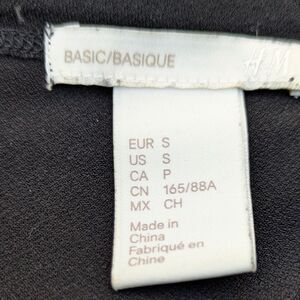 BASIC/BASIQUE
H&M
EUR S
US S
CA P
CN 165/88A
MX CH
Made in
China
Fabriqué en
Chine